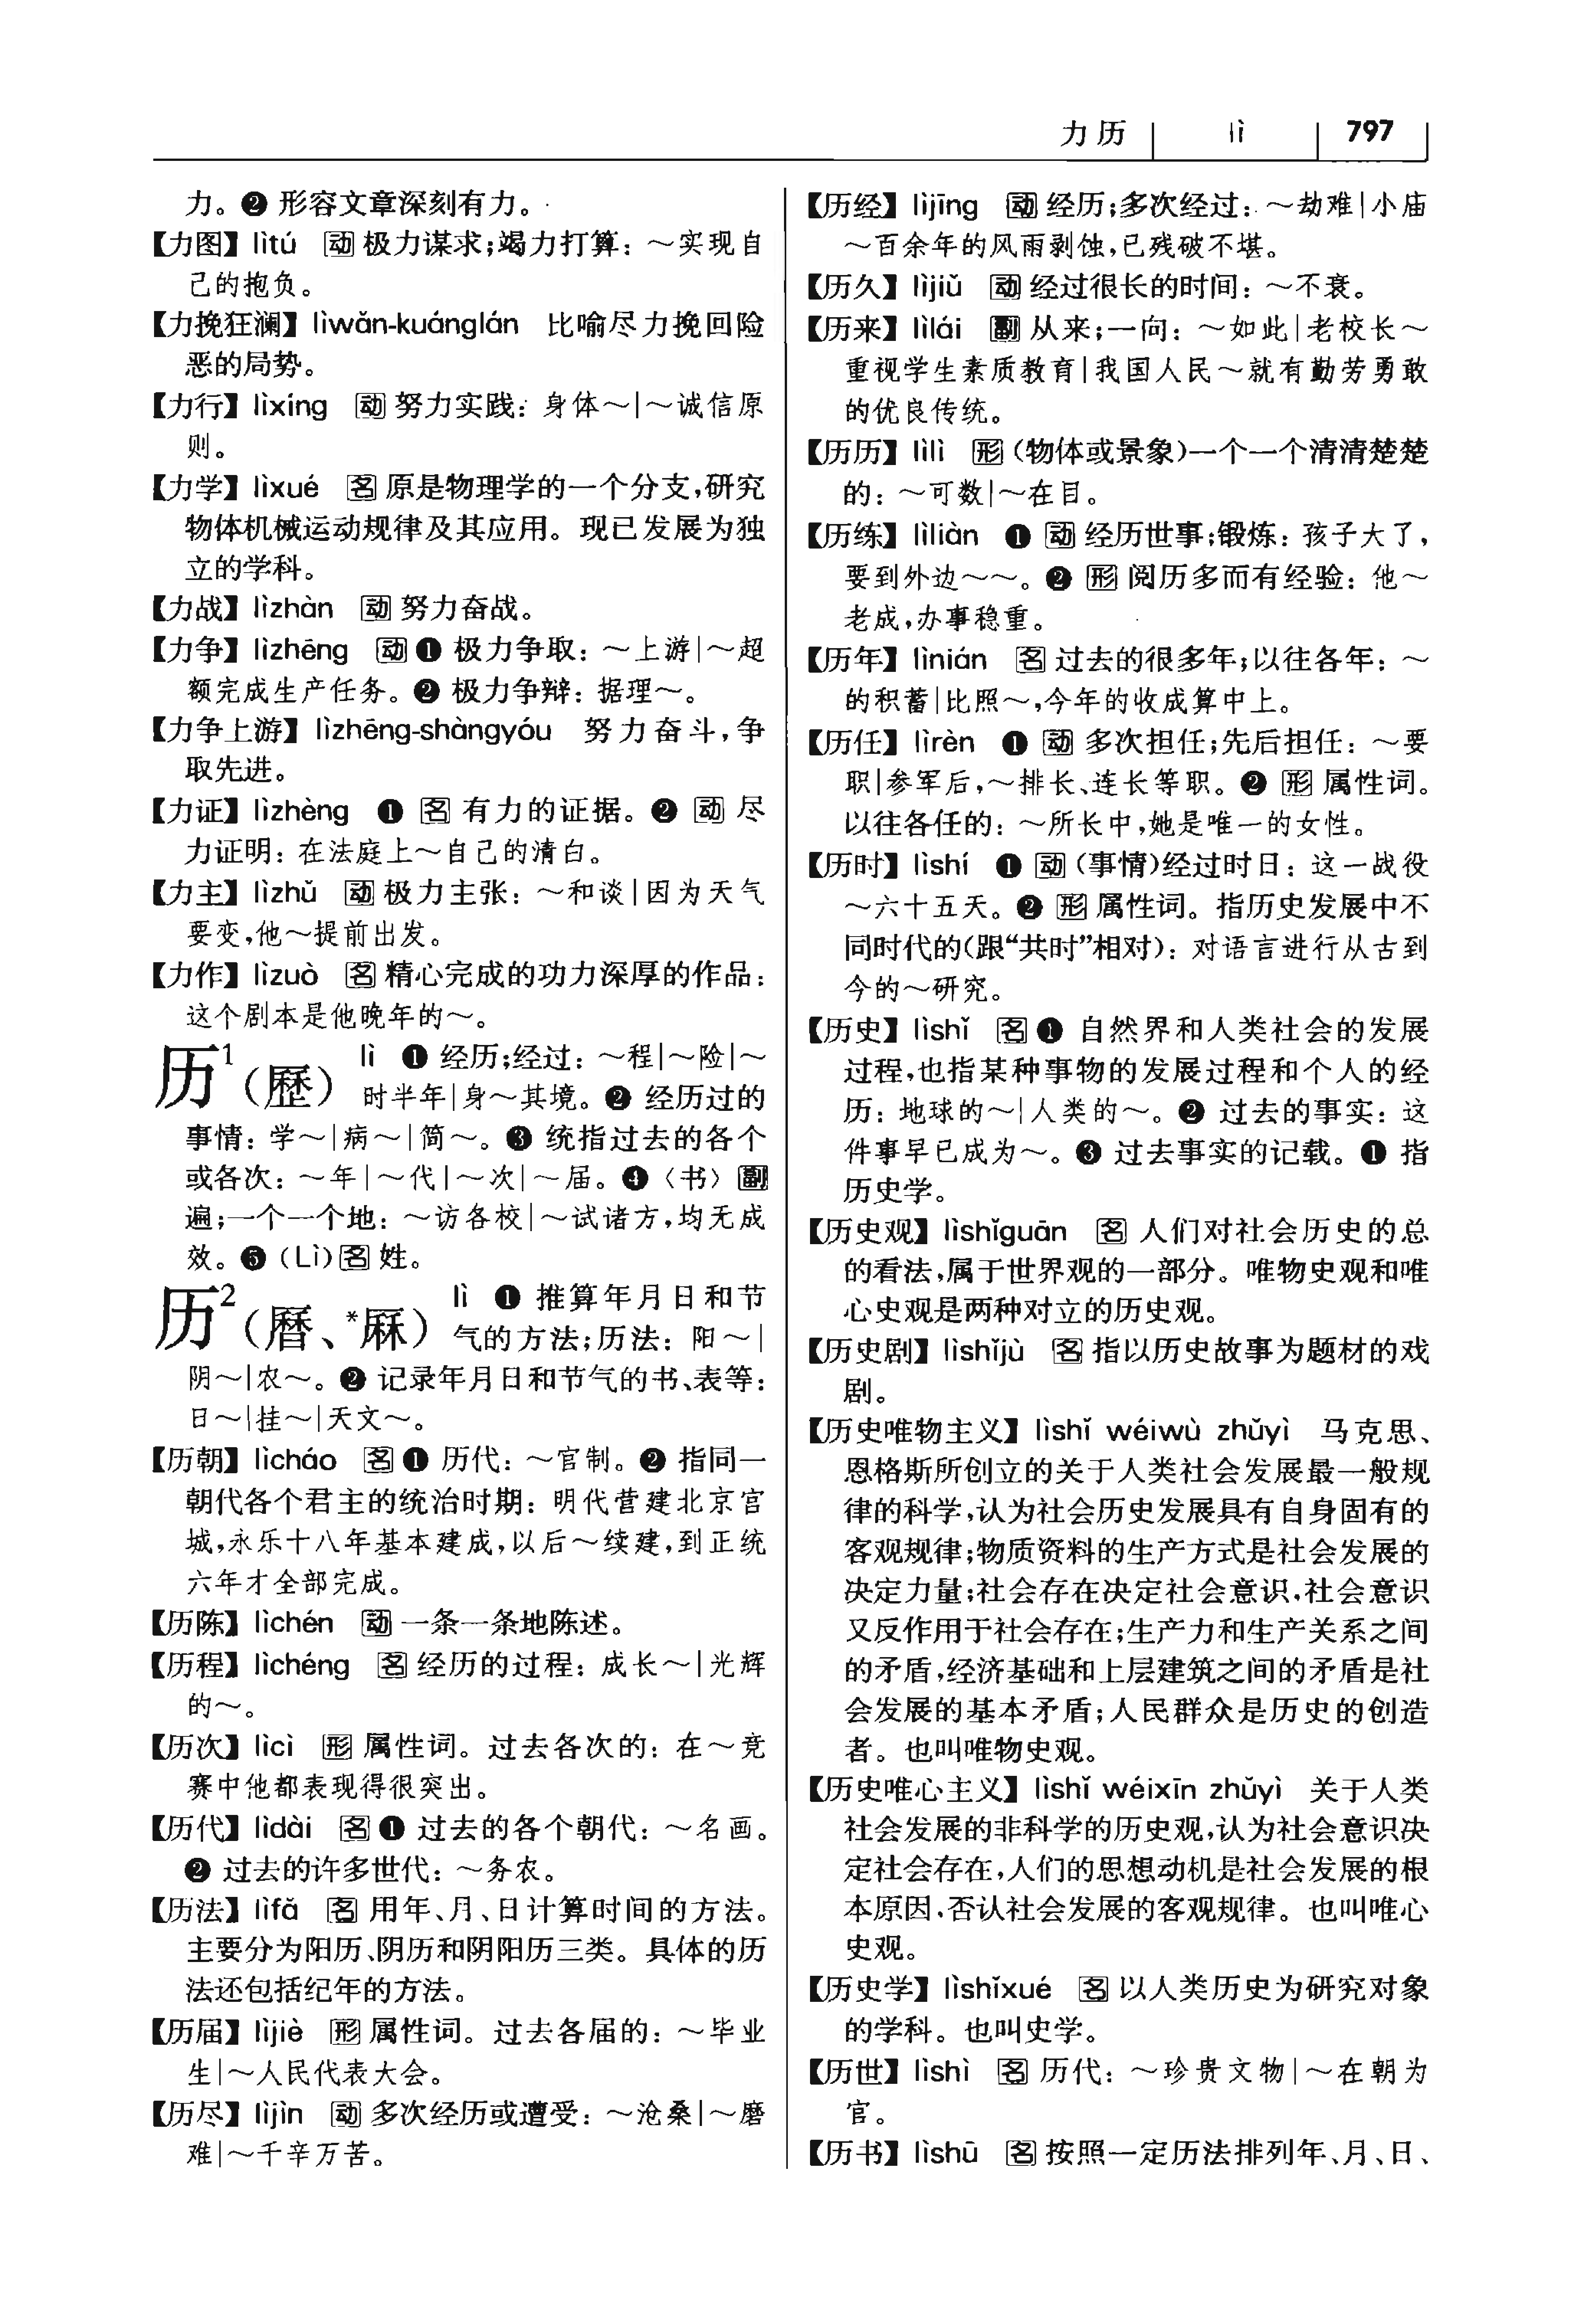 力历 lì 797
力。❷ 形容文章深刻有力。
【力图】lìtú 动 极力谋求;竭力打算：～实现自
己的抱负。
【力挽狂澜】lìwǎn-kuánglán 比喻尽力挽回险
恶的局势。
【力行】lìxíng 动 努力实践：身体～|～诚信原
则。
【力学】lìxué 名 原是物理学的一个分支,研究
物体机械运动规律及其应用。现已发展为独
立的学科。
【力战】lìzhàn 动 努力奋战。
【力争】lìzhēng 动 ❶ 极力争取：～上游|～超
额完成生产任务。❷ 极力争辩：据理～。
【力争上游】lìzhēng-shàngyóu 努力奋斗,争
取先进。
【力证】lìzhèng ❶ 名 有力的证据。❷ 动 尽
力证明：在法庭上～自己的清白。
【力主】lìzhǔ 动 极力主张：～和谈|因为天气
要变,他～提前出发。
【力作】lìzuò 名 精心完成的功力深厚的作品：
这个剧本是他晚年的～。
历1（歷） lì ❶ 经历;经过：～程|～险|～
时半年|身～其境。❷ 经历过的
事情：学～|病～|简～。❸ 统指过去的各个
或各次：～年|～代|～次|～届。❹〈书〉副
遍;一个一个地：～访各校|～试诸方,均无成
效。❺（Lì）名 姓。
历2（曆、*厤） lì ❶ 推算年月日和节
气的方法;历法：阳～|
阴～|农～。❷ 记录年月日和节气的书、表等：
日～|挂～|天文～。
【历朝】lìcháo 名 ❶ 历代：～官制。❷ 指同一
朝代各个君主的统治时期：明代营建北京宫
城,永乐十八年基本建成,以后～续建,到正统
六年才全部完成。
【历陈】lìchén 动 一条一条地陈述。
【历程】lìchéng 名 经历的过程：成长～|光辉
的～。
【历次】lìcì 形 属性词。过去各次的：在～竞
赛中他都表现得很突出。
【历代】lìdài 名 ❶ 过去的各个朝代：～名画。
❷ 过去的许多世代：～务农。
【历法】lìfǎ 名 用年、月、日计算时间的方法。
主要分为阳历、阴历和阴阳历三类。具体的历
法还包括纪年的方法。
【历届】lìjiè 形 属性词。过去各届的：～毕业
生|～人民代表大会。
【历尽】lìjìn 动 多次经历或遭受：～沧桑|～磨
难|～千辛万苦。
【历经】lìjīng 动 经历;多次经过：～劫难|小庙
～百余年的风雨剥蚀,已残破不堪。
【历久】lìjiǔ 动 经过很长的时间：～不衰。
【历来】lìlái 副 从来;一向：～如此|老校长～
重视学生素质教育|我国人民～就有勤劳勇敢
的优良传统。
【历历】lìlì 形（物体或景象)一个一个清清楚楚
的：～可数|～在目。
【历练】lìliàn ❶ 动 经历世事;锻炼：孩子大了,
要到外边～～。❷ 形 阅历多而有经验：他～
老成,办事稳重。
【历年】lìnián 名 过去的很多年;以往各年：～
的积蓄|比照～,今年的收成算中上。
【历任】lìrèn ❶ 动 多次担任;先后担任：～要
职|参军后,～排长、连长等职。❷ 形 属性词。
以往各任的：～所长中,她是唯一的女性。
【历时】lìshí ❶ 动（事情)经过时日：这一战役
～六十五天。❷ 形 属性词。指历史发展中不
同时代的(跟“共时”相对)：对语言进行从古到
今的～研究。
【历史】lìshǐ 名 ❶ 自然界和人类社会的发展
过程,也指某种事物的发展过程和个人的经
历：地球的～|人类的～。❷ 过去的事实：这
件事早已成为～。❸ 过去事实的记载。❹ 指
历史学。
【历史观】lìshǐguān 名 人们对社会历史的总
的看法,属于世界观的一部分。唯物史观和唯
心史观是两种对立的历史观。
【历史剧】lìshǐjù 名 指以历史故事为题材的戏
剧。
【历史唯物主义】lìshǐ wéiwù zhǔyì 马克思、
恩格斯所创立的关于人类社会发展最一般规
律的科学,认为社会历史发展具有自身固有的
客观规律;物质资料的生产方式是社会发展的
决定力量;社会存在决定社会意识,社会意识
又反作用于社会存在;生产力和生产关系之间
的矛盾,经济基础和上层建筑之间的矛盾是社
会发展的基本矛盾;人民群众是历史的创造
者。也叫唯物史观。
【历史唯心主义】lìshǐ wéixīn zhǔyì 关于人类
社会发展的非科学的历史观,认为社会意识决
定社会存在,人们的思想动机是社会发展的根
本原因,否认社会发展的客观规律。也叫唯心
史观。
【历史学】lìshǐxué 名 以人类历史为研究对象
的学科。也叫史学。
【历世】lìshì 名 历代：～珍贵文物|～在朝为
官。
【历书】lìshū 名 按照一定历法排列年、月、日、